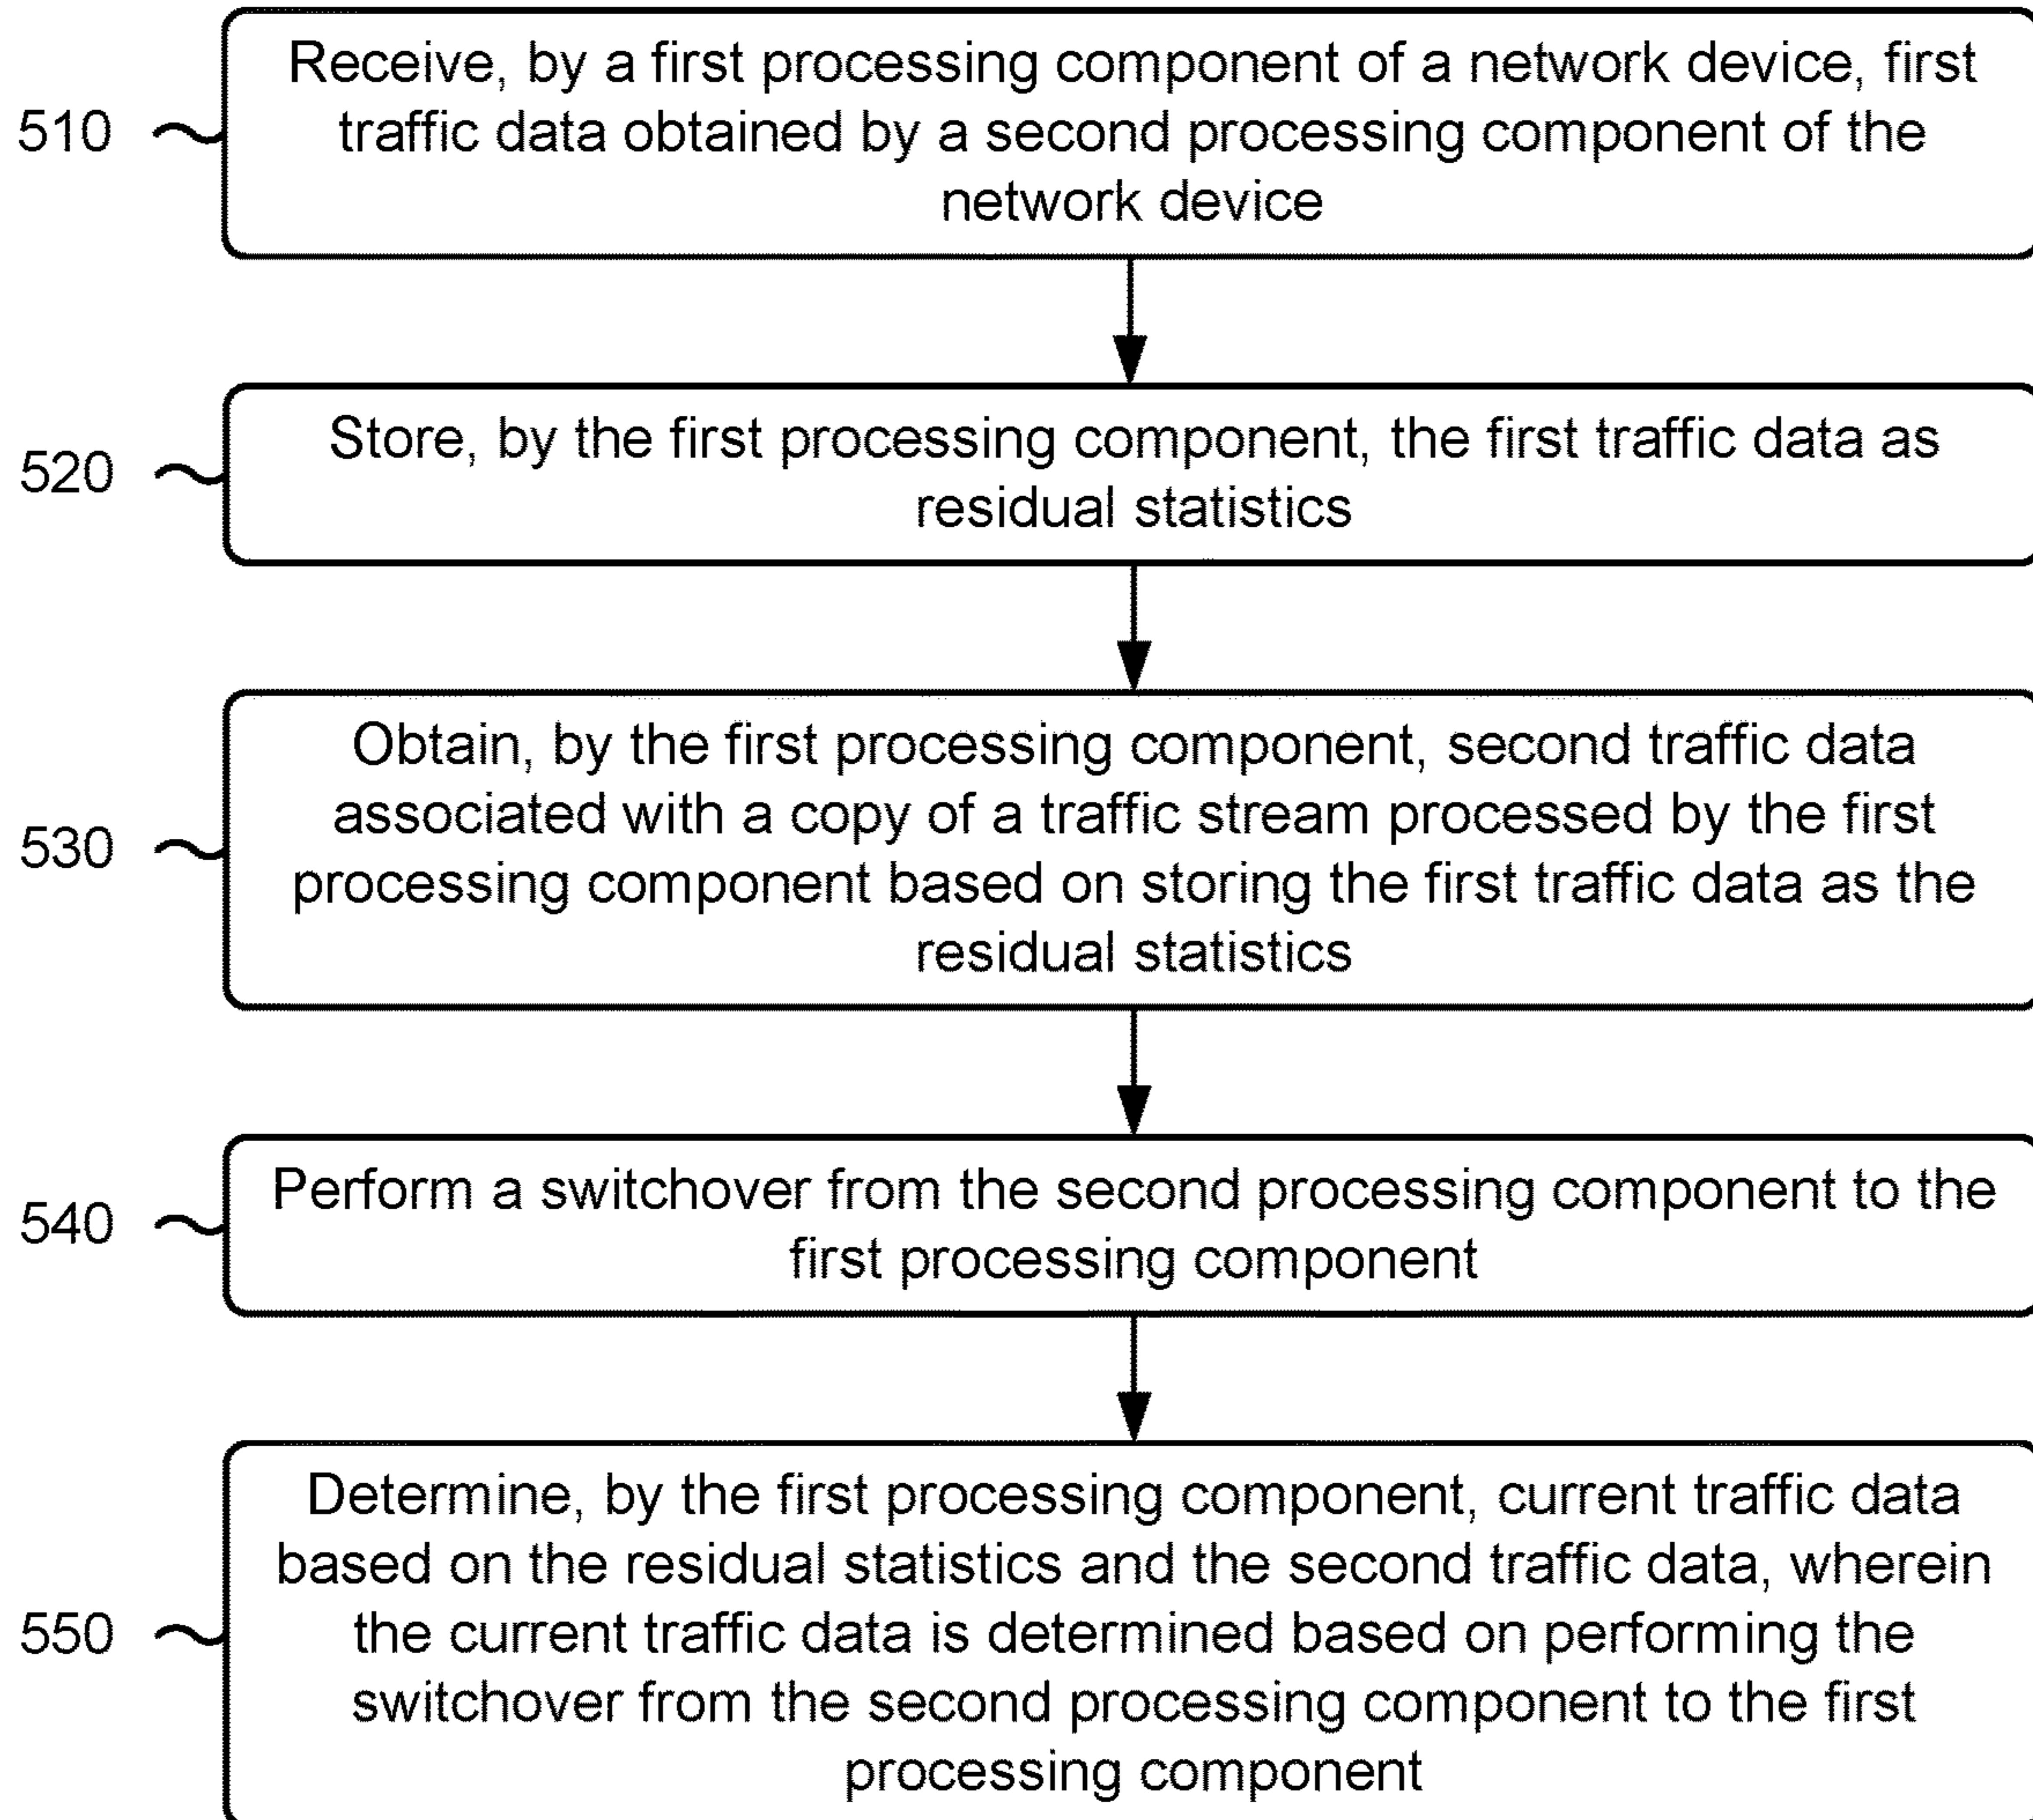 Receive, by a first processing component of a network device, first
510
traffic data obtained by a second processing component of the
network device
Store, by the first processing component, the first traffic data as
520
residual statistics
Obtain, by the first processing component, second traffic data
associated with a copy of a traffic stream processed by the first
530
processing component based on storing the first traffic data as the
residual statistics
Perform a switchover from the second processing component to the
540
first processing component
Determine, by the first processing component, current traffic data
based on the residual statistics and the second traffic data, wherein
550
the current traffic data is determined based on performing the
switchover from the second processing component to the first
processing component